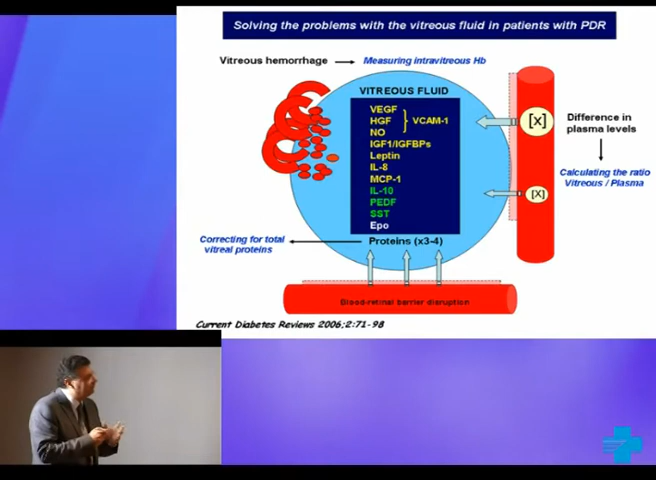 Solving the problems with the vitreous fluid in patients with PDR
Vitreous hemorrhage
Measuring intravitreous Hb
VITREOUS FLUID
VEGF
HGF
NO
VCAM-1
IGF1/IGFBPs
Leptin
IL-8
MCP-1
IL-10
PEDF
SST
Epo
Proteins (x3-4)
[x]
[X]
Difference in
plasma levels
Calculating the ratio
Vitreous / Plasma
Correcting for total
vitreal proteins
Blood-retinal barrier disruption
Current Diabetes Reviews 2006;2:71-98